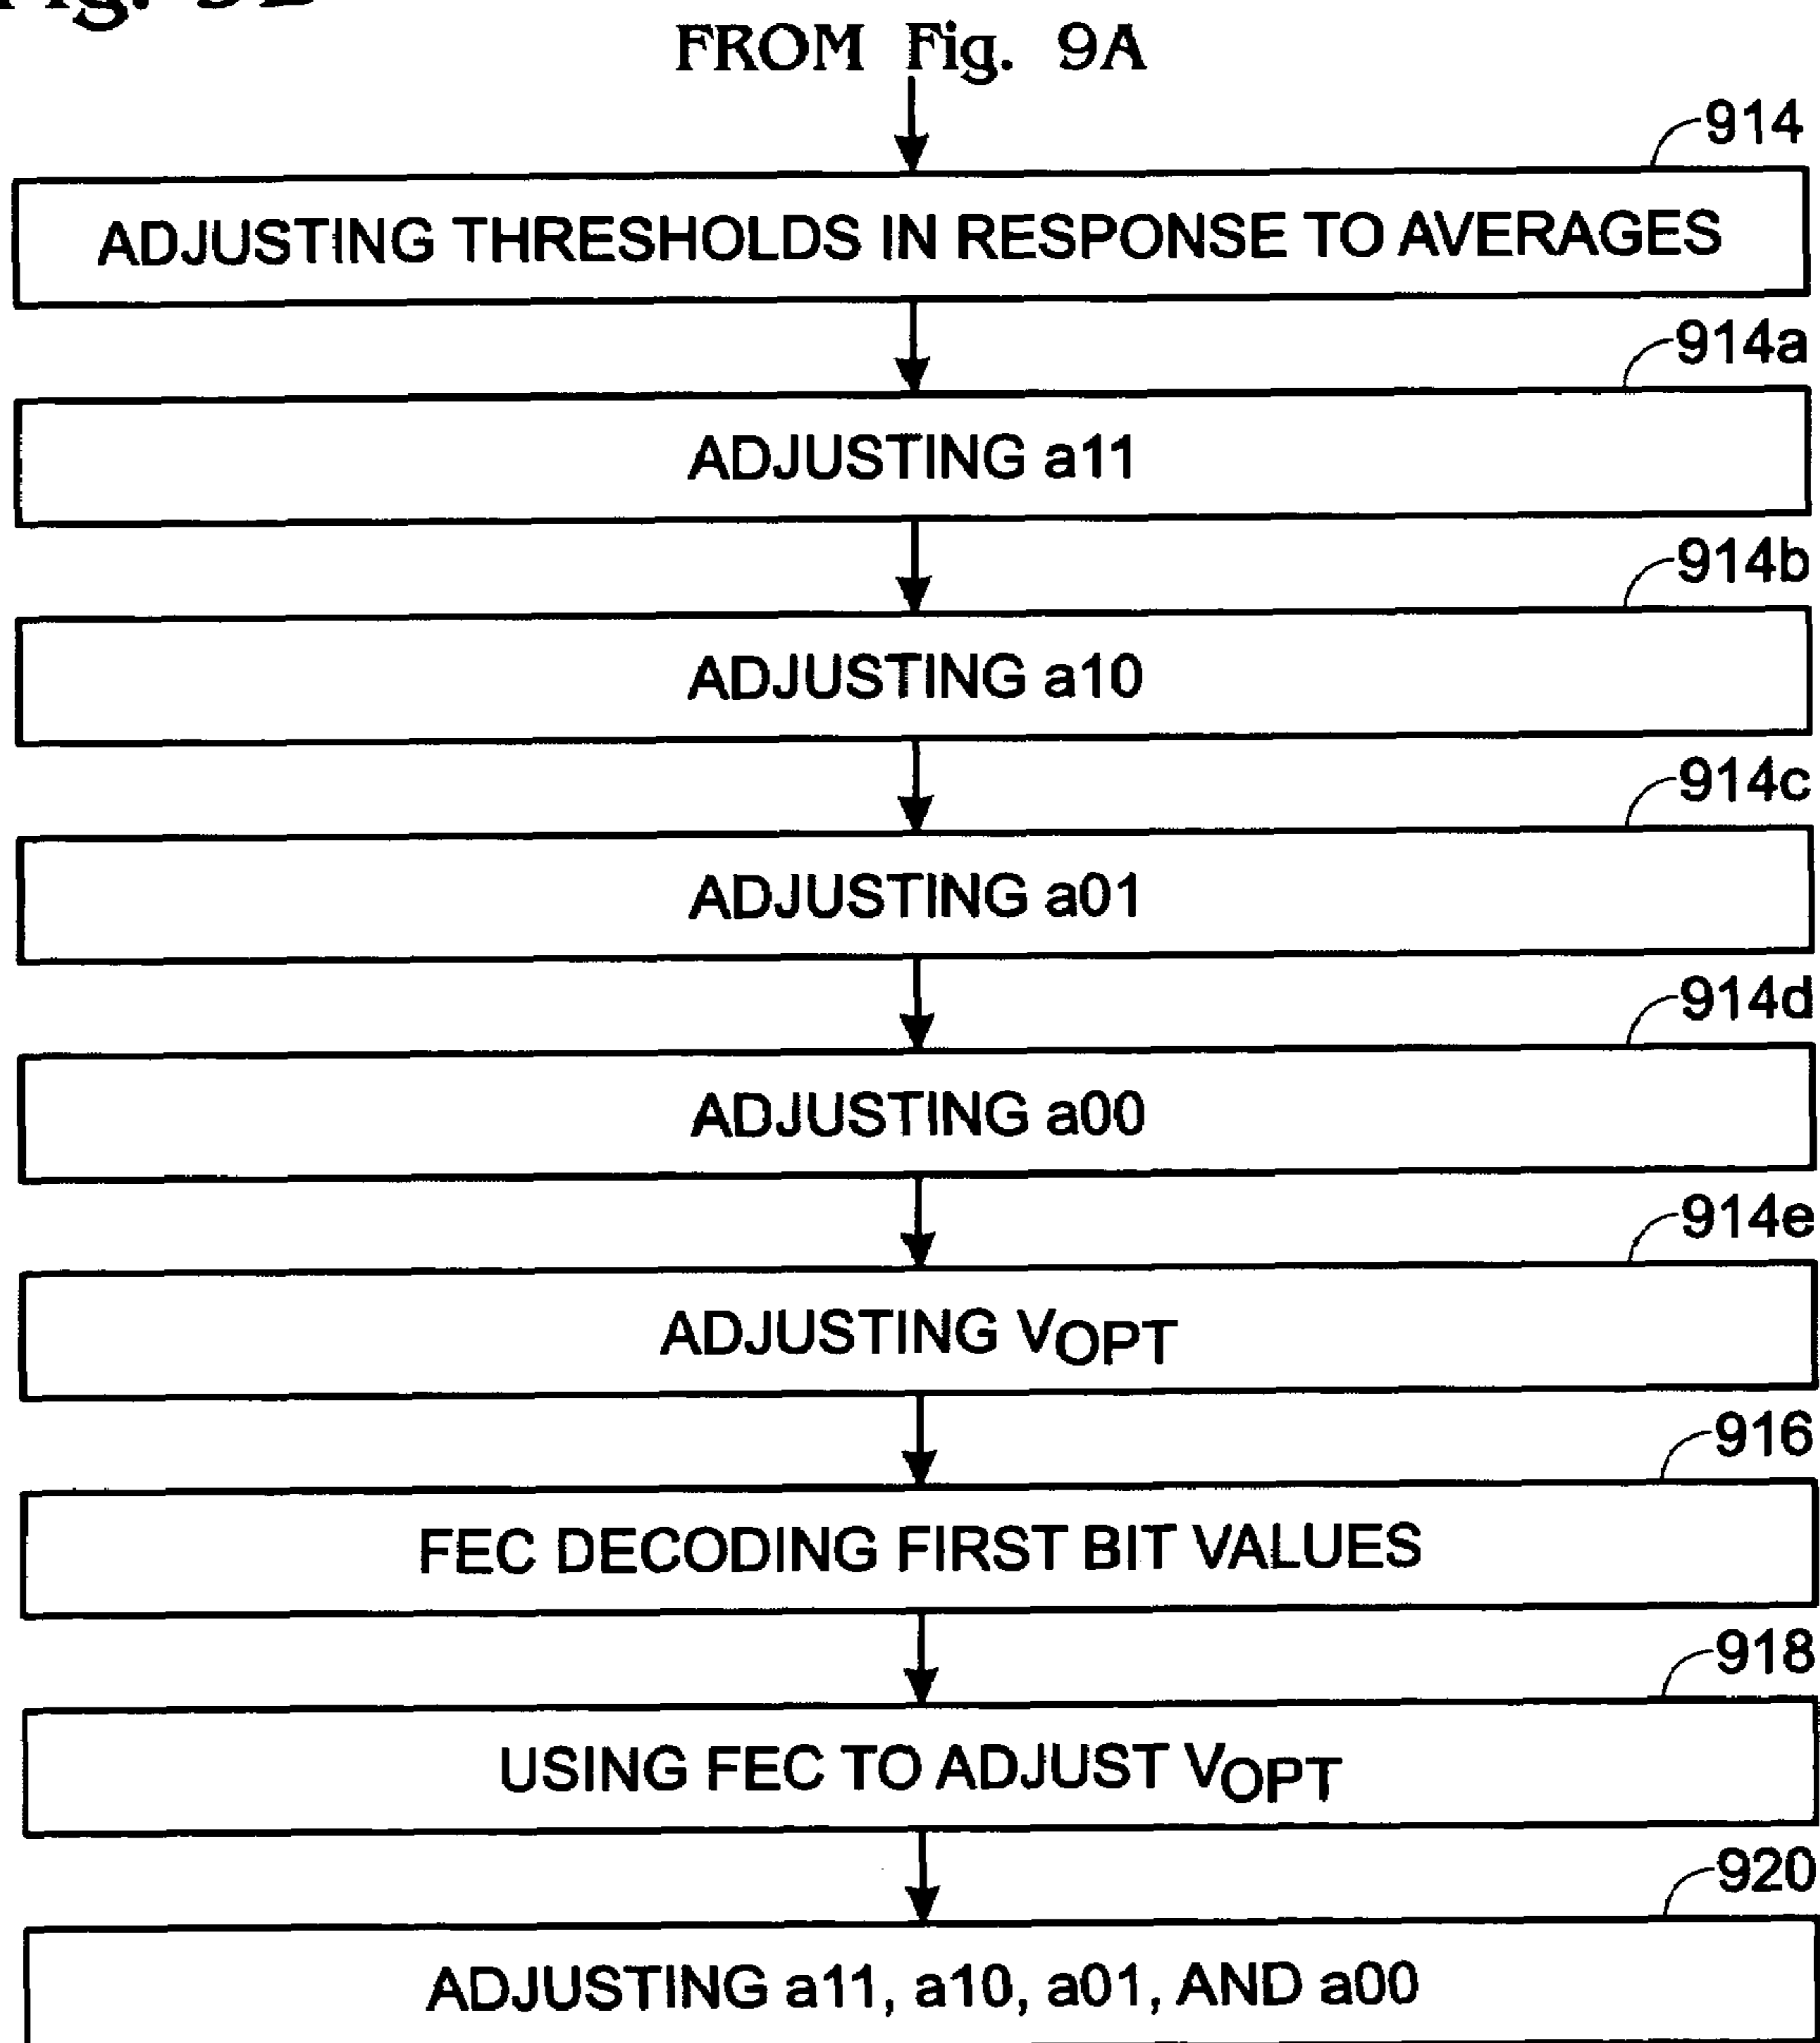 FROM Fig. 9A
914
ADJUSTING THRESHOLDS IN RESPONSE TO AVERAGES
914a
ADJUSTING a11
914b
ADJUSTING a10
914c
ADJUSTING a01
914d
ADJUSTING a00
914e
ADJUSTING VOPT
916
FEC DECODING FIRST BIT VALUES
918
USING FEC TO ADJUST VOPT
920
ADJUSTING a11, a10, a01, AND a00